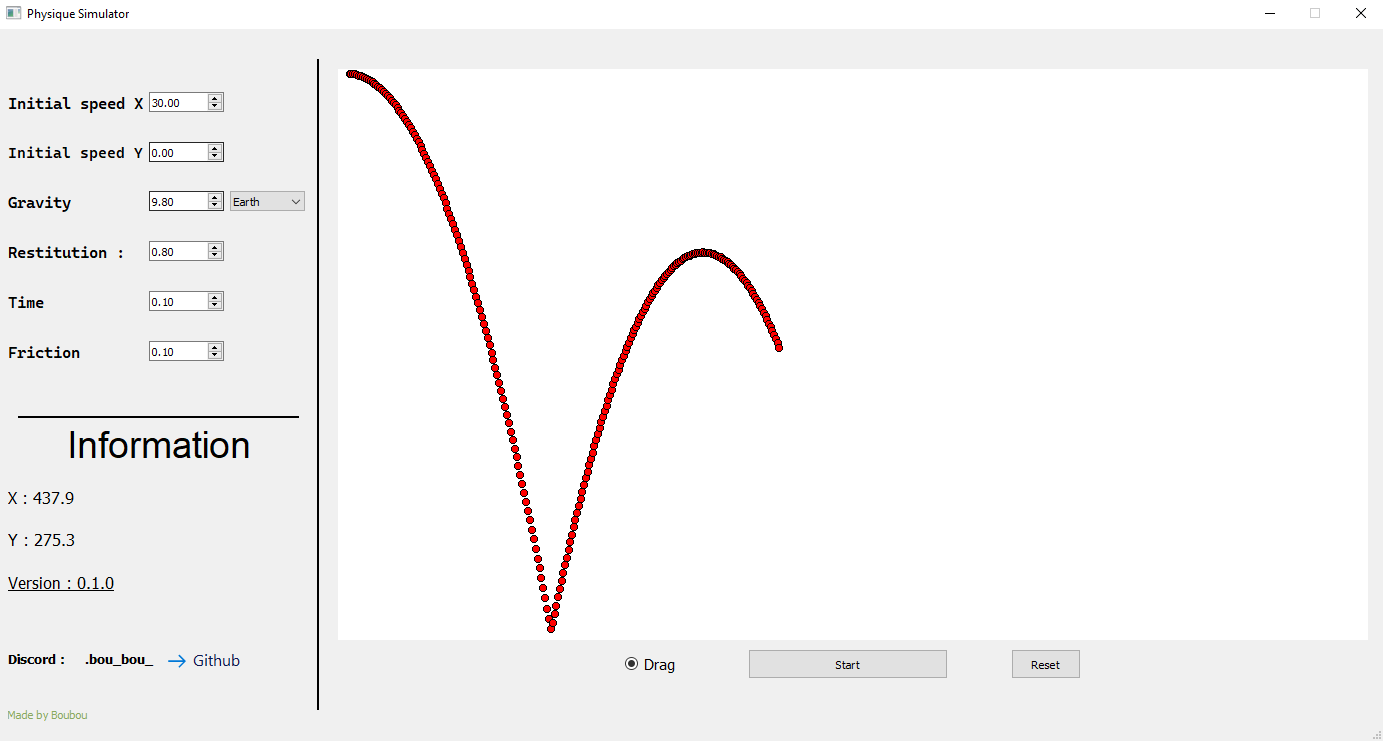 Physique Simulator
Initial speed X 30.00
Initial speed Y 0.00
Gravity 9.80 Earth
Restitution : 0.80
Time 0.10
Friction 0.10
Information
X : 437.9
Y : 275.3
Version : 0.1.0
Discord : .bou_bou_ → Github
Made by Boubou
Drag Start Reset